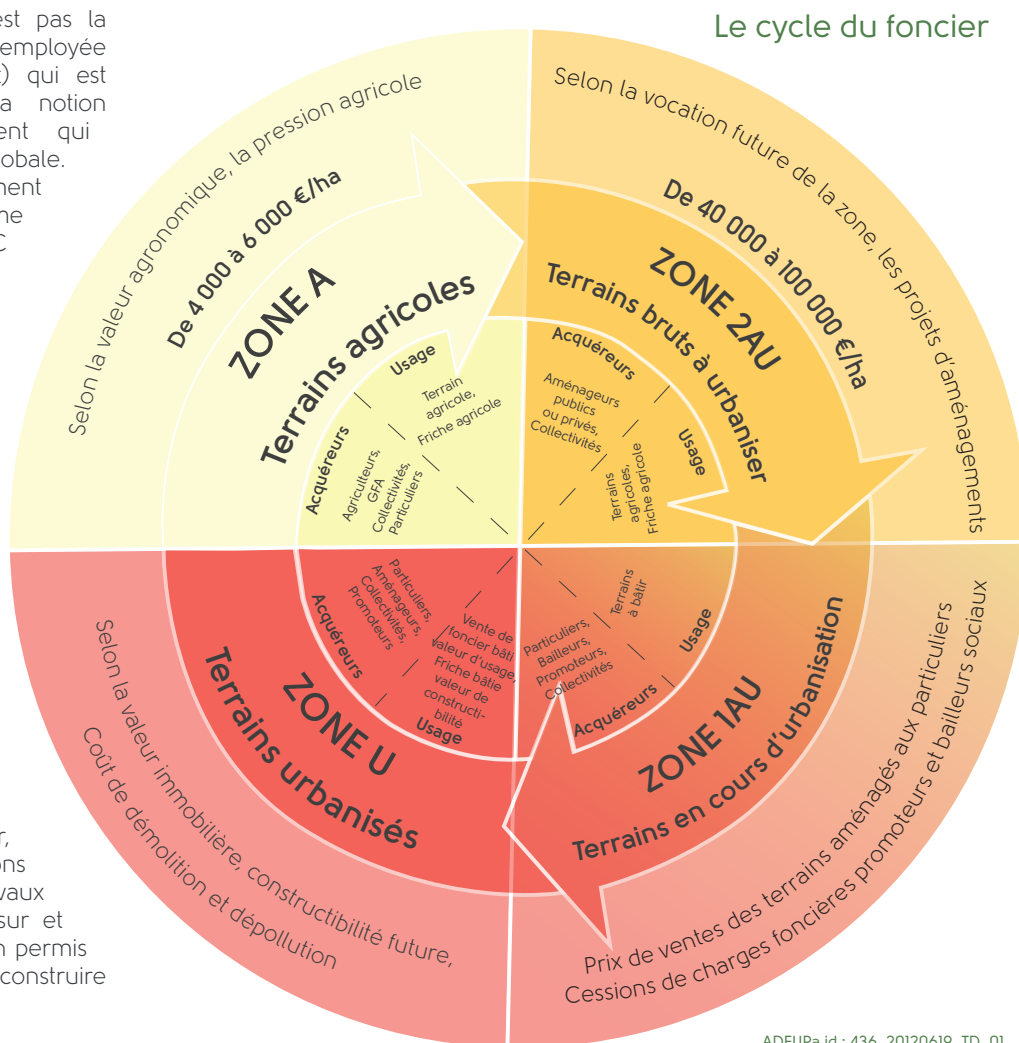 Le cycle du foncier
est pas la
employée
) qui est
a notion
ent qui
obale.
ment
ne
C
Selon la valeur agronomique, la pression agricole
De 4 000 à 6 000 €/ha
ZONE A
Terrains agricoles
Usage
Terrain
agricole,
Friche agricole
Acquéreurs
Agriculteurs,
GFA
Collectivités,
Particuliers
Selon la vocation future de la zone, les projets d'aménagements
De 40 000 à 100 000 €/ha
ZONE 2AU
Terrains bruts à urbaniser
Acquéreurs
Aménageurs
publics
ou privés,
Collectivités
Usage
Terrains
agricoles,
Friche agricole
Terrains
à bâtir
Usage
Particuliers,
Bailleurs,
Promoteurs,
Collectivités
Acquéreurs
ZONE 1AU
Terrains en cours d'urbanisation
Prix de ventes des terrains aménagés aux particuliers
Cessions de charges foncières promoteurs et bailleurs sociaux
Particuliers,
Aménageurs,
Collectivités,
Promoteurs
Acquéreurs
Vente de
foncier bâti
valeur d'usage,
Friche bâtie
valeur de
constructi-
bilité
Usage
ZONE U
Terrains urbanisés
Selon la valeur immobilière, constructibilité future,
Coût de démolition et dépollution
r,
ons
vaux
sur et
n permis
construire
ADEUPa id : 436_20120619_TD_01